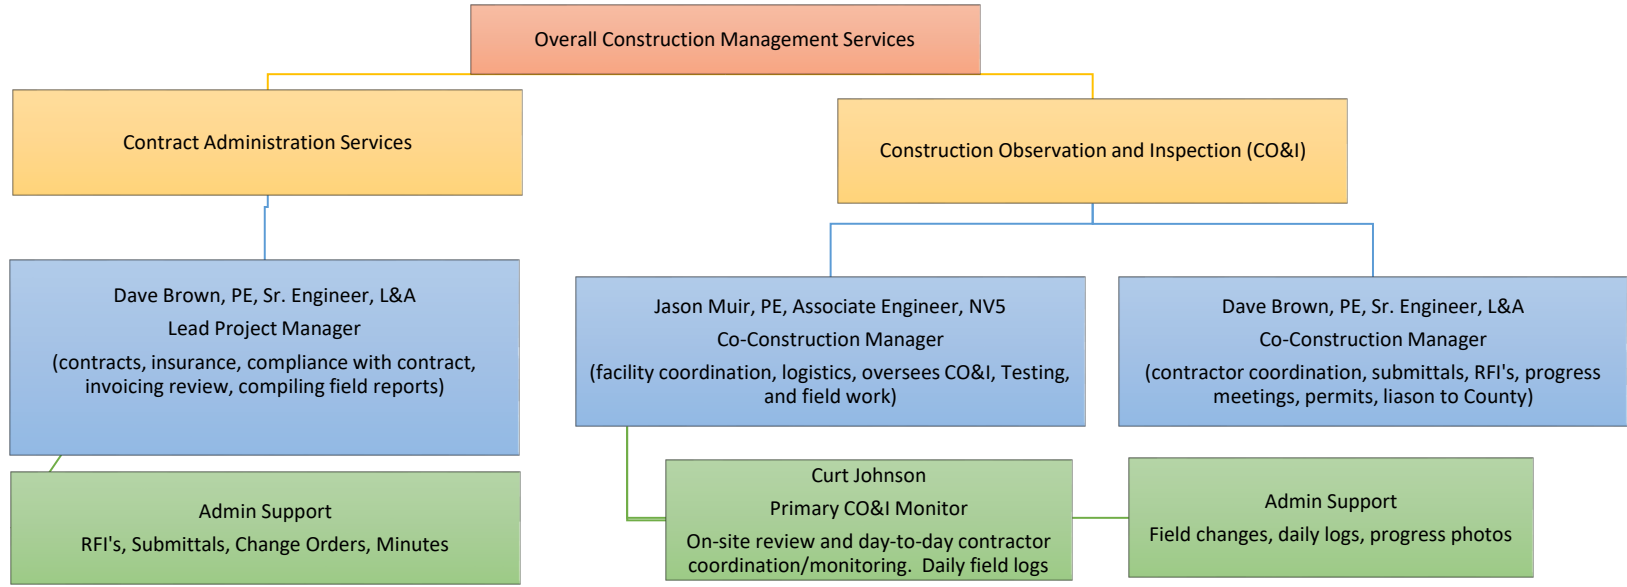 Overall Construction Management Services
Contract Administration Services
Construction Observation and Inspection (CO&I)
Dave Brown, PE, Sr. Engineer, L&A
Lead Project Manager
(contracts, insurance, compliance with contract,
invoicing review, compiling field reports)
Jason Muir, PE, Associate Engineer, NV5
Co-Construction Manager
(facility coordination, logistics, oversees CO&I, Testing,
and field work)
Dave Brown, PE, Sr. Engineer, L&A
Co-Construction Manager
(contractor coordination, submittals, RFI's, progress
meetings, permits, liason to County)
Admin Support
RFI's, Submittals, Change Orders, Minutes
Curt Johnson
Primary CO&I Monitor
On-site review and day-to-day contractor
coordination/monitoring.  Daily field logs
Admin Support
Field changes, daily logs, progress photos